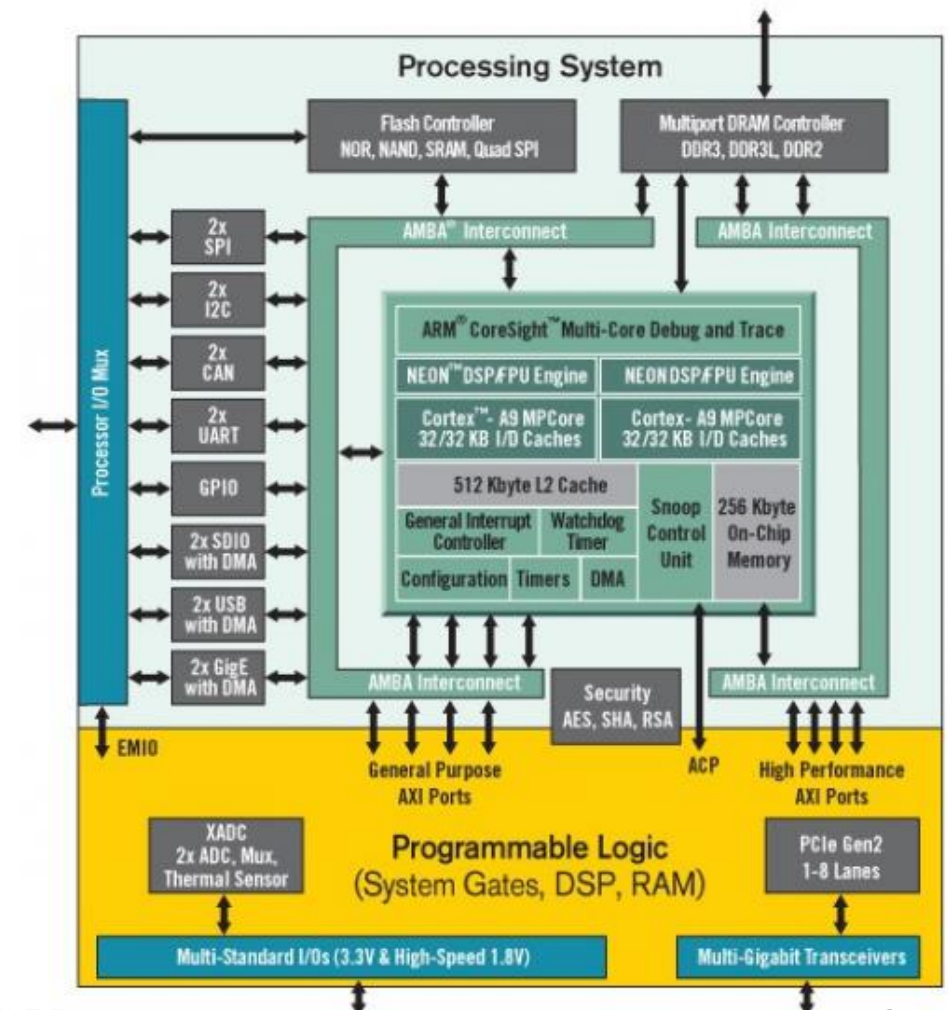 Processing System
Flash Controller
NOR, NAND, SRAM, Quad SPI
Multiport DRAM Controller
DDR3, DDR3L, DDR2
AMBA® Interconnect
AMBA Interconnect
Processor I/O Mux
2x
SPI
2x
I2C
2x
CAN
2x
UART
GPIO
2x SDIO
with DMA
2x USB
with DMA
2x GigE
with DMA
ARM® CoreSight™ Multi-Core Debug and Trace
NEON™ DSP/FPU Engine
NEON DSP/FPU Engine
Cortex™- A9 MPCore
32/32 KB I/D Caches
Cortex- A9 MPCore
32/32 KB I/D Caches
512 Kbyte L2 Cache
General Interrupt
Controller
Watchdog
Timer
Configuration
Timers
DMA
Snoop
Control
Unit
256 Kbyte
On-Chip
Memory
AMBA Interconnect
Security
AES, SHA, RSA
AMBA Interconnect
EMIO
General Purpose
AXI Ports
ACP
High Performance
AXI Ports
XADC
2x ADC, Mux,
Thermal Sensor
Programmable Logic
(System Gates, DSP, RAM)
PCIe Gen2
1-8 Lanes
Multi-Standard I/Os (3.3V & High-Speed 1.8V)
Multi-Gigabit Transceivers